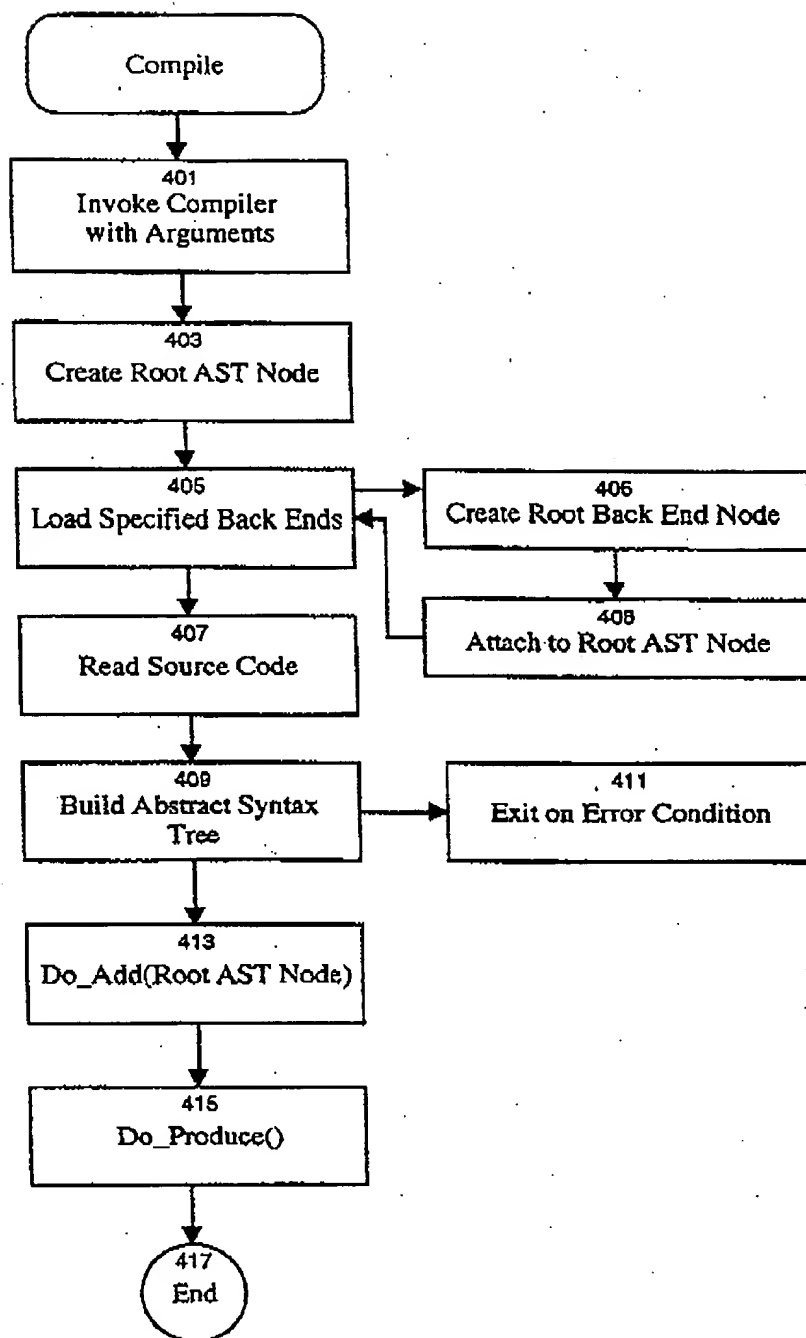 Compile
401
Invoke Compiler
with Arguments
403
Create Root AST Node
405
Load Specified Back Ends
406
Create Root Back End Node
408
Attach to Root AST Node
407
Read Source Code
409
Build Abstract Syntax
Tree
411
Exit on Error Condition
413
Do_Add(Root AST Node)
415
Do_Produce()
417
End